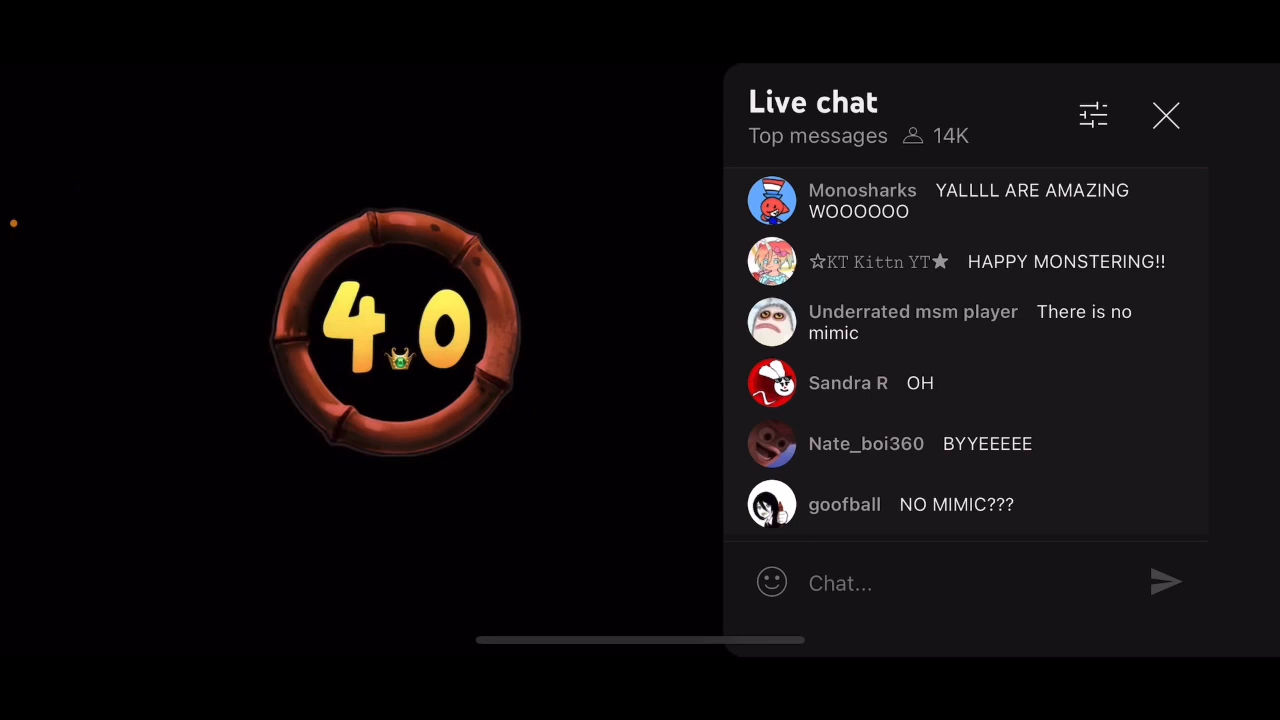 4.0
Live chat
Top messages 14K
Monosharks YALLLL ARE AMAZING
WOOOOOO
☆KT Kittn YT★ HAPPY MONSTERING!!
Underrated msm player There is no
mimic
Sandra R OH
Nate_boi360 BYYEEEEE
goofball NO MIMIC???
Chat...